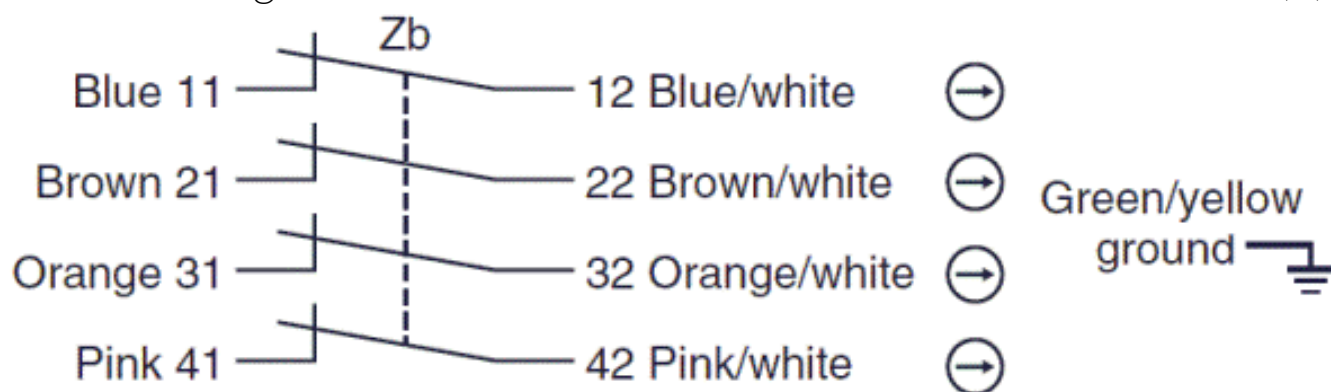 Zb
Blue 11 12 Blue/white
Brown 21 22 Brown/white
Green/yellow
ground
Orange 31 32 Orange/white
Pink 41 42 Pink/white